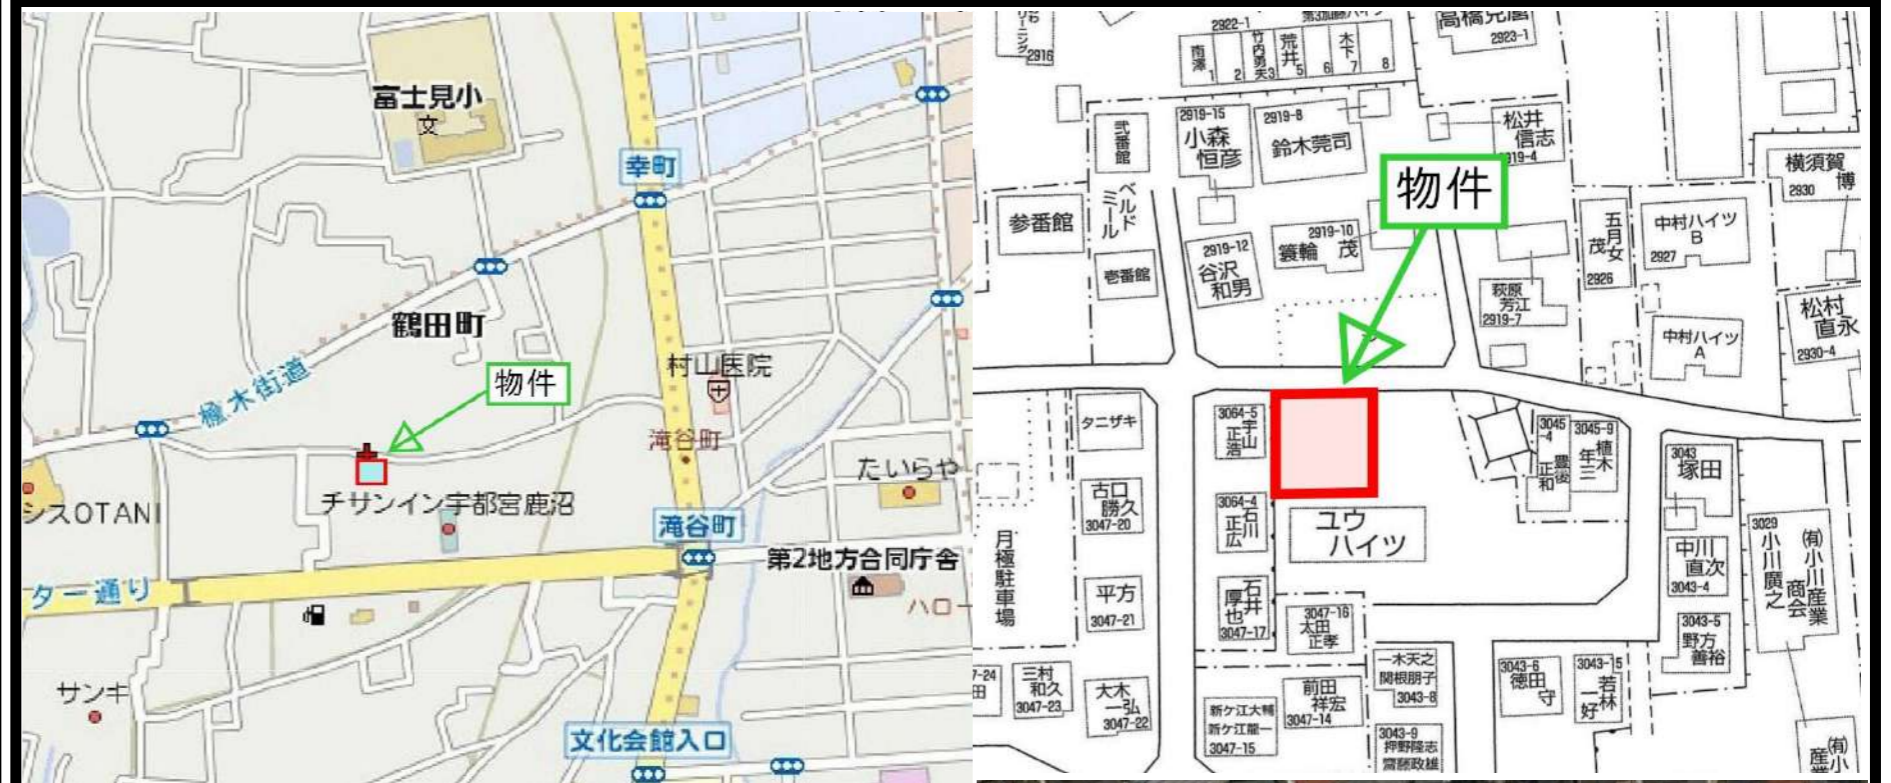 富士見小
文
幸町
鶴田町
楡木街道
物件
村山医院
滝谷町
たいらや
シスOTANI
チサンイン宇都宮鹿沼
滝谷町
第2地方合同庁舎
ター通り
ハロー
サンキ
文化会館入口
2916
2922-1
南澤
1
2
竹内勇夫
3
荒井
5
6
木下
7
8
2923-1
弐番館
2919-15
小森
恒彦
2919-8
鈴木莞司
松井
信志
919-4
横須賀
博
2930
物件
参番館
ベルド
ミール
壱番館
2919-12
谷沢
和男
2919-10
簑輪 茂
五月女
茂
2926
中村ハイツ
B
2927
萩原
芳江
2919-7
中村ハイツ
A
松村
直永
2930-4
タニザキ
3064-5
宇山
正浩
3045
-4
豊後
正和
3045-9
植木
年三
3043
塚田
古口
勝久
3047-20
3064-4
石川
正広
ユウ
ハイツ
月極駐車場
中川
直次
3043-4
3029
小川廣之
(有)小川産業
商会
平方
3047-21
石井
厚也
3047-17
3047-16
太田
正孝
3043-5
野方
善裕
7-24
田
三村
和久
3047-23
大木
一弘
3047-22
新ケ江大輔
新ケ江龍一
3047-15
前田
祥宏
3047-14
一木天之
関根朋子
3043-8
3043-6
徳田
守
3043-15
若林
一好
3043-9
押野隆志
齋藤政雄
(有)小
産業